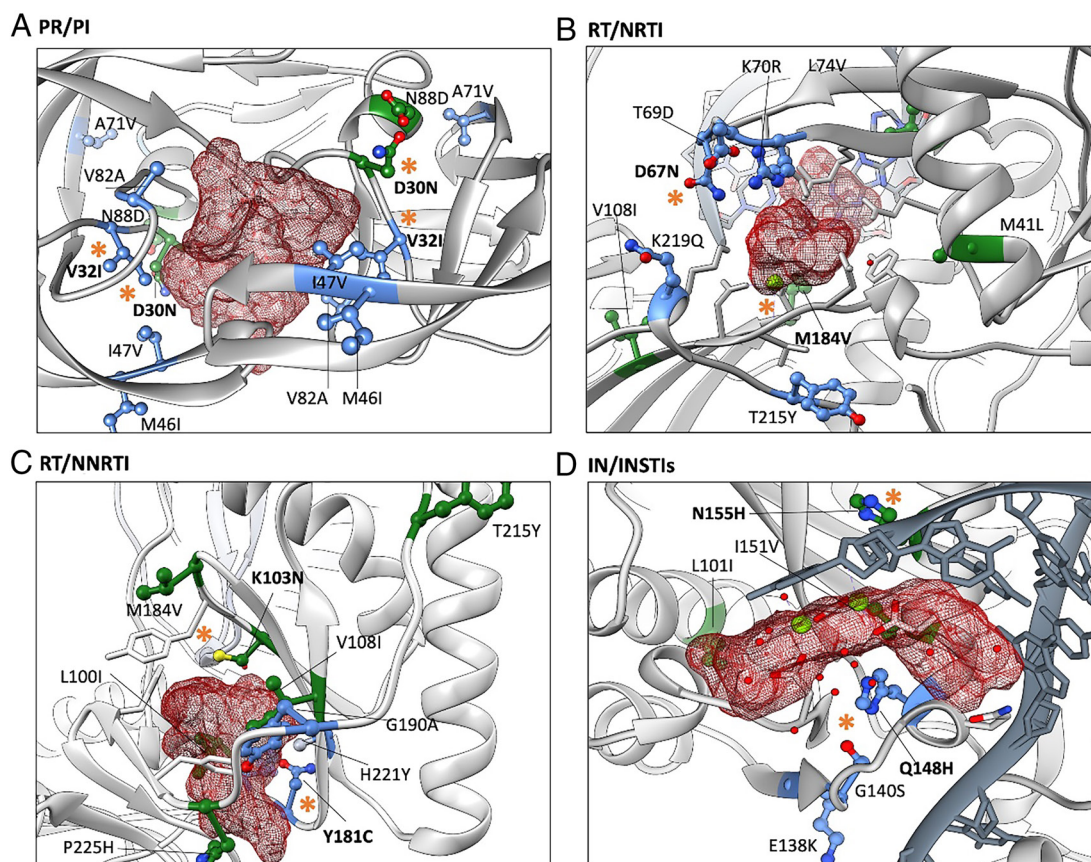 A PR/PI
A71V
V82A
N88D
V32I
D30N
I47V
M46I
N88D
A71V
D30N
V32I
I47V
V82A
M46I
B RT/NRTI
K70R
L74V
T69D
D67N
V108I
K219Q
M41L
M184V
T215Y
C RT/NNRTI
T215Y
K103N
M184V
V108I
L100I
G190A
H221Y
Y181C
P225H
D IN/INSTIs
N155H
I151V
L101I
Q148H
G140S
E138K